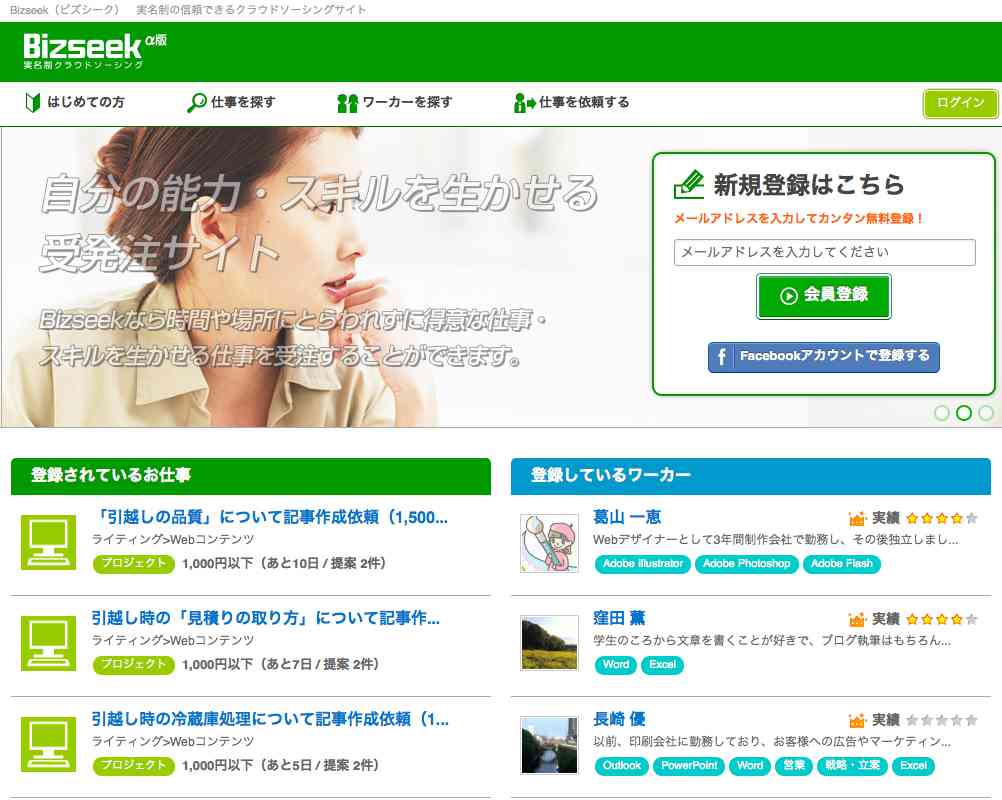 Bizseek（ビズシーク）　実名制の信頼できるクラウドソーシングサイト
Bizseek α版
実名制クラウドソーシング
はじめての方
仕事を探す
ワーカーを探す
仕事を依頼する
ログイン
自分の能力・スキルを生かせる
受発注サイト
Bizseekなら時間や場所にとらわれずに得意な仕事・
スキルを生かせる仕事を受注することができます。
新規登録はこちら
メールアドレスを入力してカンタン無料登録！
メールアドレスを入力してください
会員登録
f Facebookアカウントで登録する
登録されているお仕事
「引越しの品質」について記事作成依頼（1,500...
ライティング>Webコンテンツ
プロジェクト 1,000円以下（あと10日 / 提案 2件）
引越し時の「見積りの取り方」について記事作...
ライティング>Webコンテンツ
プロジェクト 1,000円以下（あと7日 / 提案 2件）
引越し時の冷蔵庫処理について記事作成依頼（1...
ライティング>Webコンテンツ
プロジェクト 1,000円以下（あと5日 / 提案 2件）
登録しているワーカー
葛山 一恵 実績
Webデザイナーとして3年間制作会社で勤務し、その後独立しまし...
Adobe Illustrator Adobe Photoshop Adobe Flash
窪田 薫 実績
学生のころから文章を書くことが好きで、ブログ執筆はもちろん...
Word Excel
長崎 優 実績
以前、印刷会社に勤務しており、お客様への広告やマーケティン...
Outlook PowerPoint Word 営業 戦略・立案 Excel